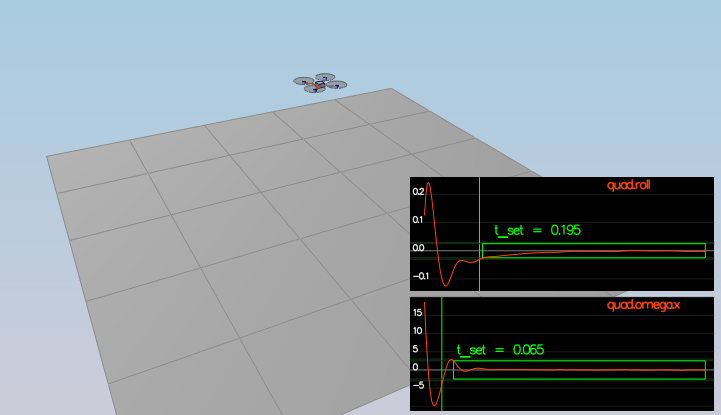 quad.roll
0.2
0.1
t_set = 0.195
0.0
-0.1
quad.omega.x
15
10
5
t_set = 0.065
0
-5